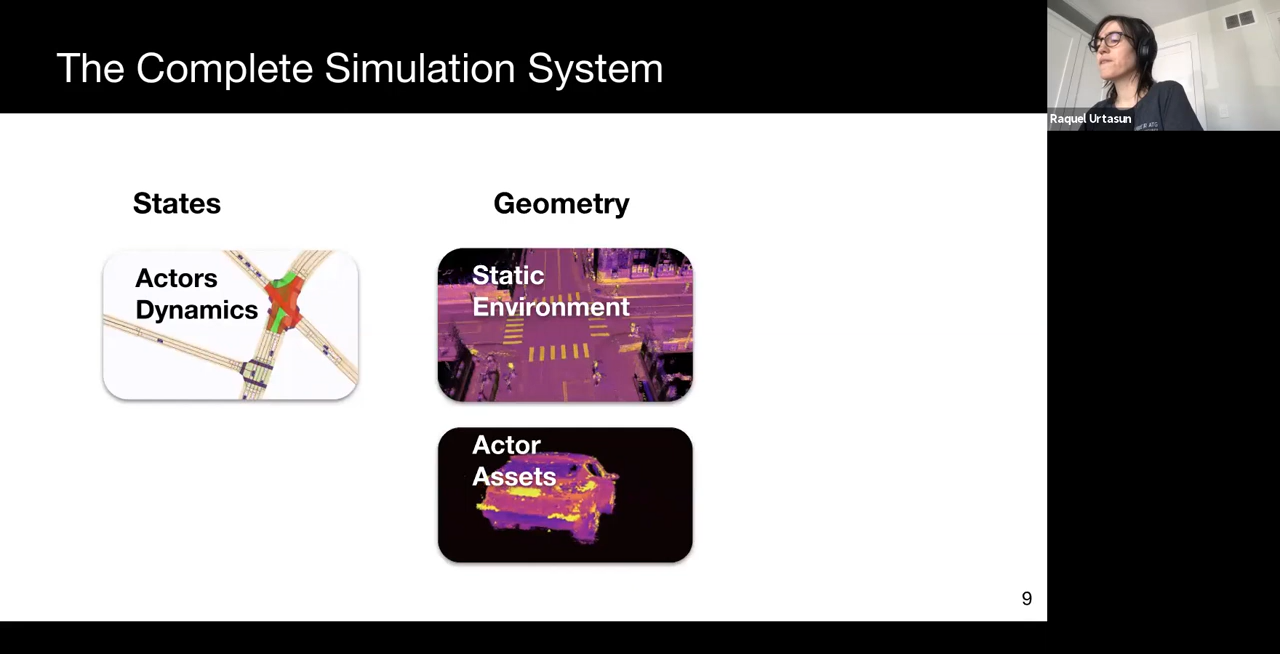 The Complete Simulation System
Raquel Urtasun
States
Geometry
Actors
Dynamics
Static
Environment
Actor
Assets
9